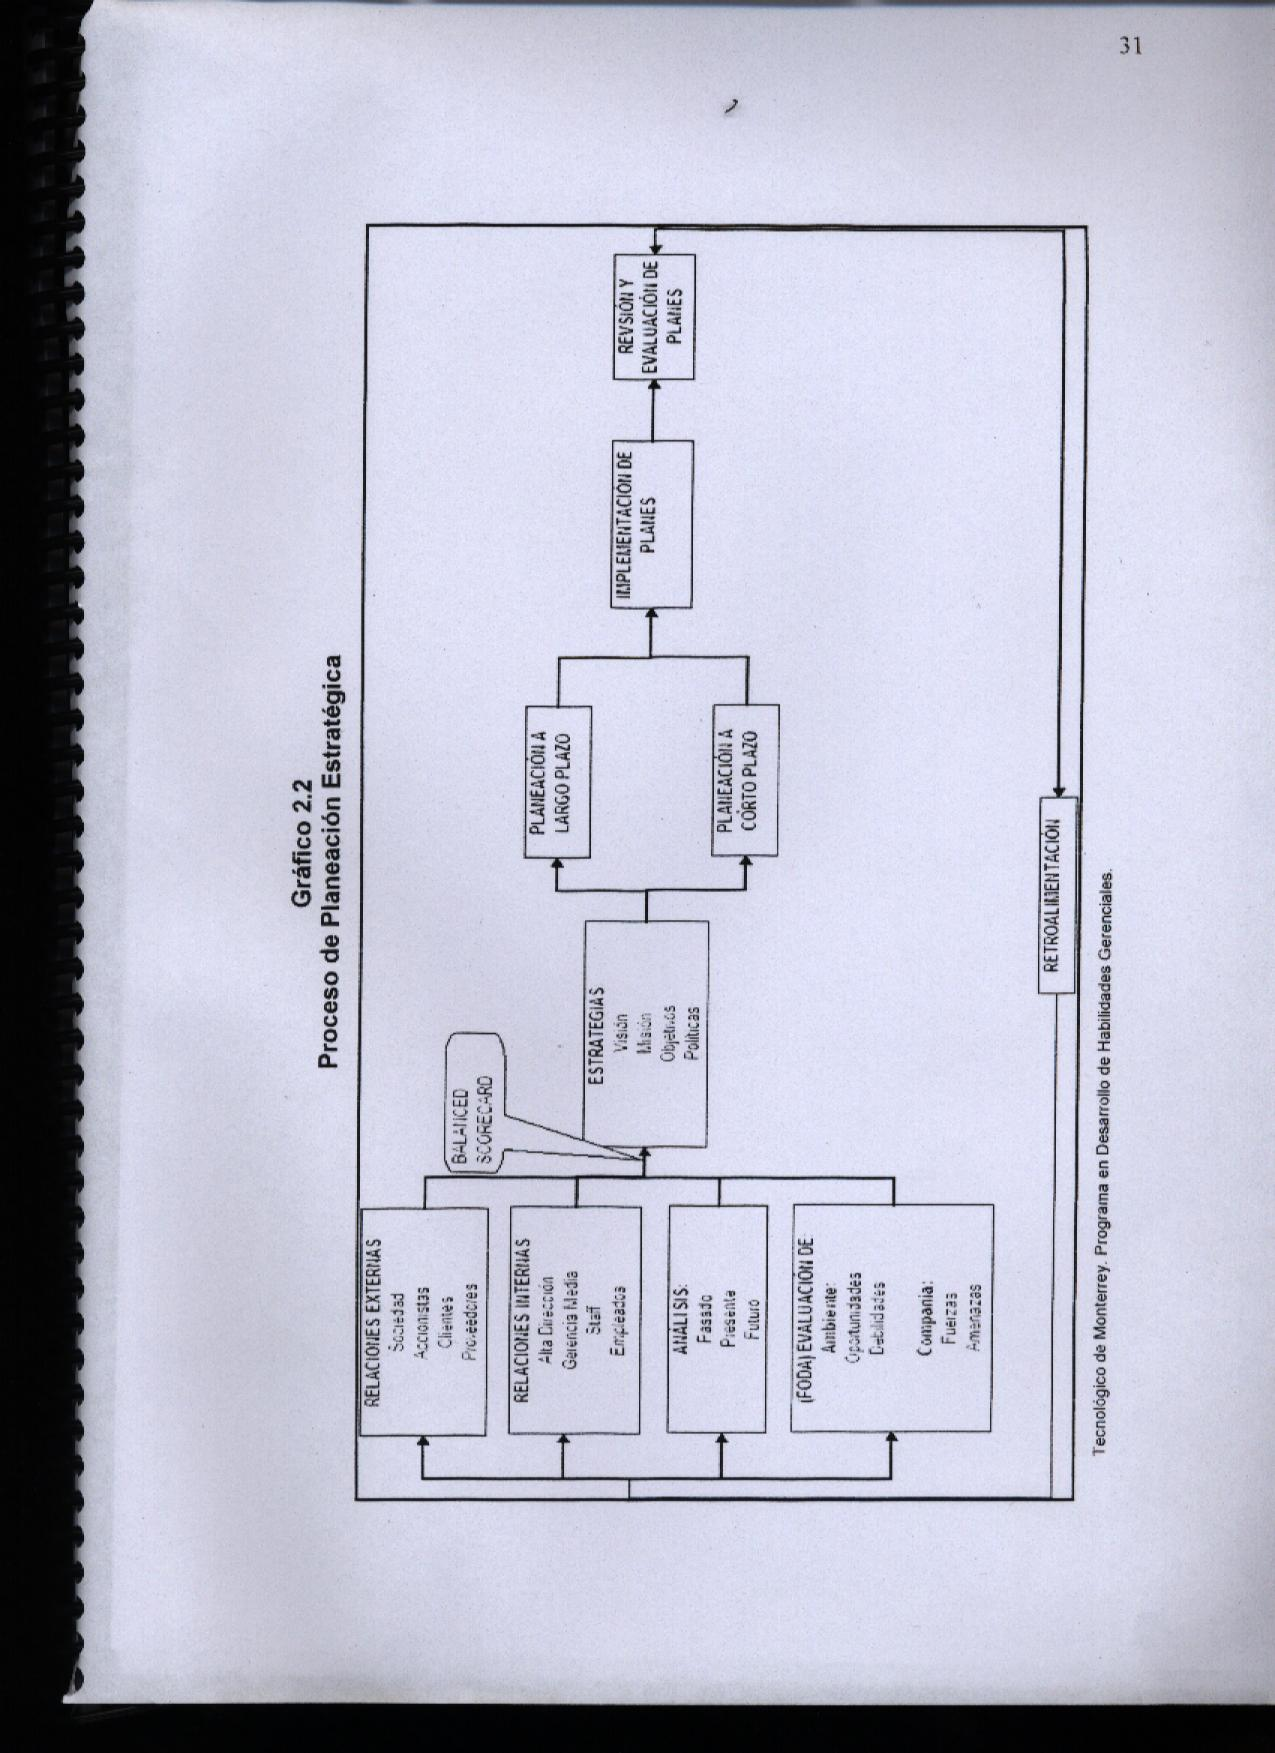 31
Gráfico 2.2
Proceso de Planeación Estratégica
RELACIONES EXTERNAS
Sociedad
Accionistas
Clientes
Proveedores
RELACIONES INTERNAS
Alta Dirección
Gerencia Media
Staff
Empleados
ANÁLISIS:
Pasado
Presente
Futuro
(FODA) EVALUACIÓN DE:
Ambiente:
Oportunidades
Debilidades
Compania:
Fuerzas
Amenazas
BALANCED
SCORECARD
ESTRATEGIAS
Visión
Misión
Objetivos
Políticas
PLANEACIÓN A
LARGO PLAZO
PLANEACIÓN A
CORTO PLAZO
IMPLEMENTACIÓN DE
PLANES
REVSIÓN Y
EVALUACIÓN DE
PLANES
RETROALIMENTACIÓN
Tecnológico de Monterrey. Programa en Desarrollo de Habilidades Gerenciales.